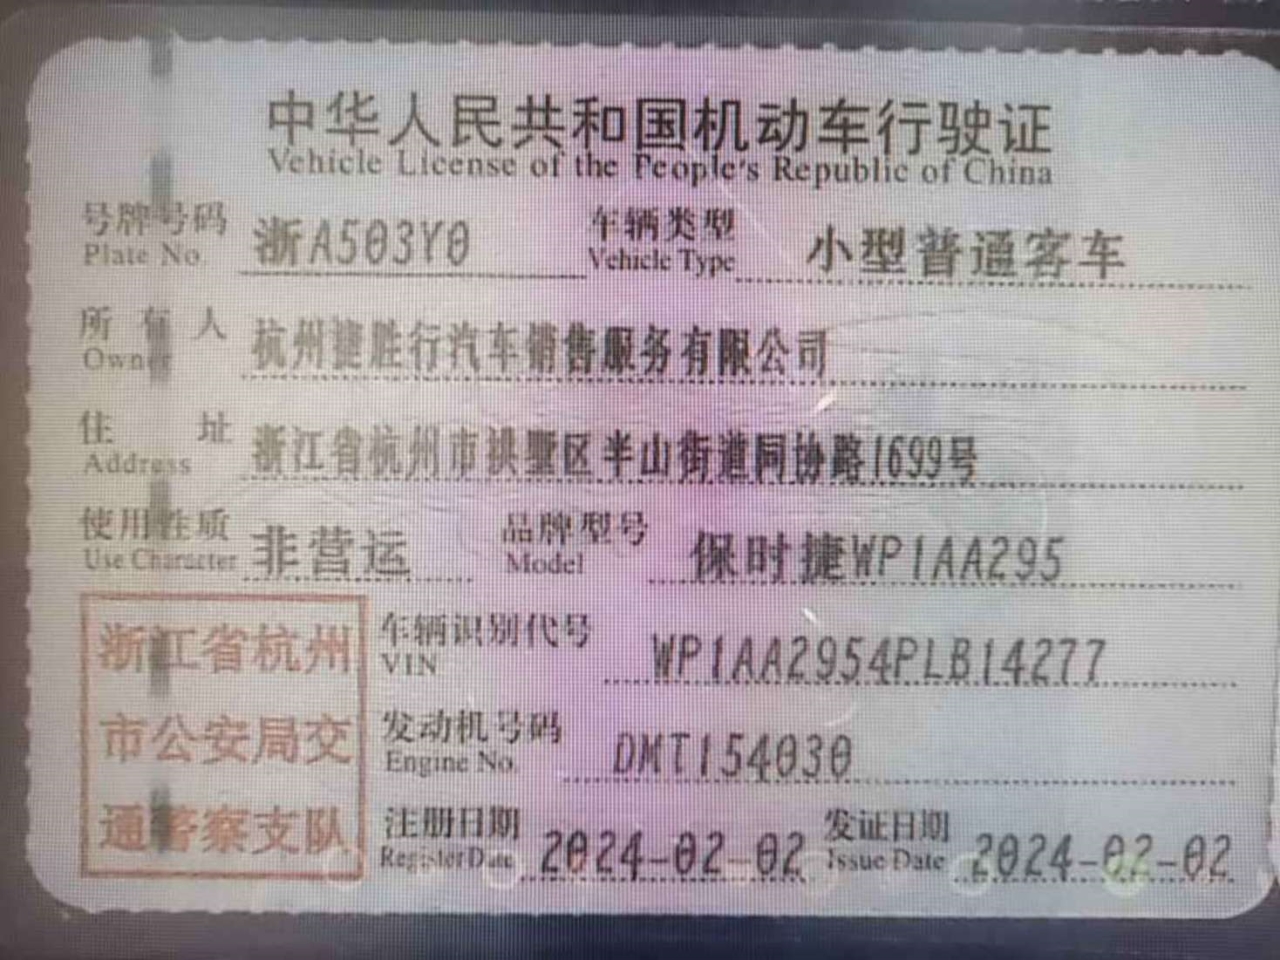 中华人民共和国机动车行驶证
Vehicle License of the People's Republic of China
号牌号码 浙A503Y0 车辆类型 小型普通客车
Plate No. Vehicle Type
所有人 杭州捷胜行汽车销售服务有限公司
Owner
住址 浙江省杭州市拱墅区半山街道同协路1699号
Address
使用性质 非营运 品牌型号 保时捷WP1AA295
Use Character Model
浙江省杭州 车辆识别代号 WP1AA2954PLB14277
VIN
市公安局交 发动机号码 DMT154030
Engine No.
通警察支队 注册日期 2024-02-02 发证日期 2024-02-02
Register Date Issue Date